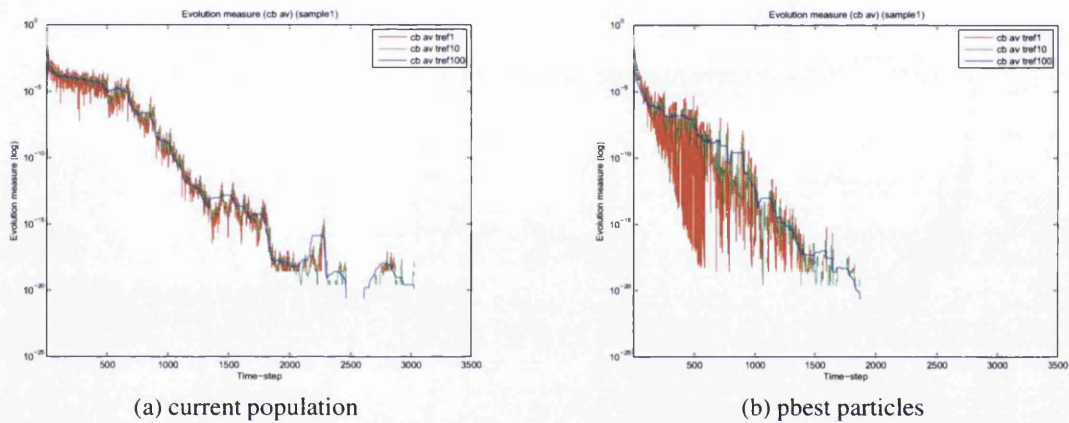 Evolution measure (cb av) (sample1)
10^0
10^-5
10^-10
10^-15
10^-20
10^-25
Evolution measure (log)
cb av tref1
cb av tref10
cb av tref100
500
1000
1500
2000
2500
3000
3500
Time-step
(a) current population
Evolution measure (cb av) (sample1)
10^0
10^-5
10^-10
10^-15
10^-20
10^-25
Evolution measure (log)
cb av tref1
cb av tref10
cb av tref100
500
1000
1500
2000
2500
3000
3500
Time-step
(b) pbest particles